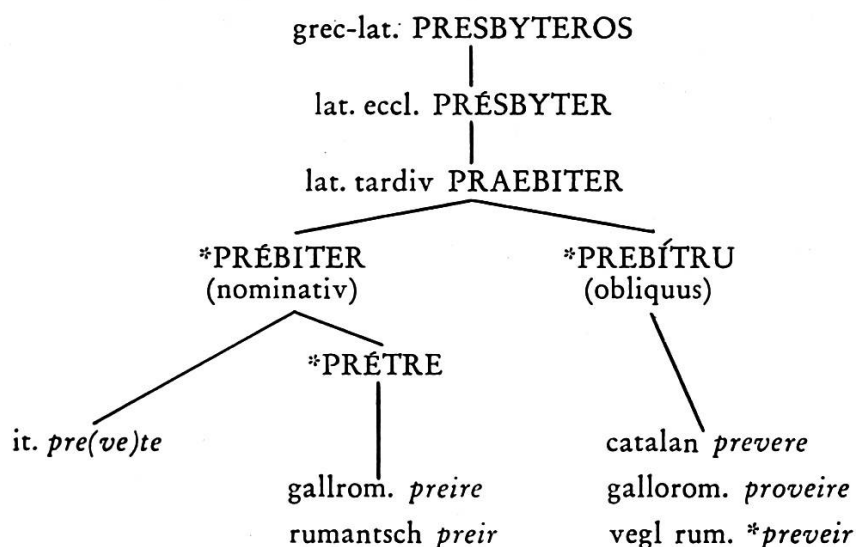 grec-lat. PRESBYTEROS
lat. eccl. PRÉSBYTER
lat. tardiv PRAEBITER
*PRÉBITER *PREBÍTRU
(nominativ) (obliquus)
*PRÉTRE
it. pre(ve)te catalan prevere
gallrom. preire gallorom. proveire
rumantsch preir vegl rum. *preveir